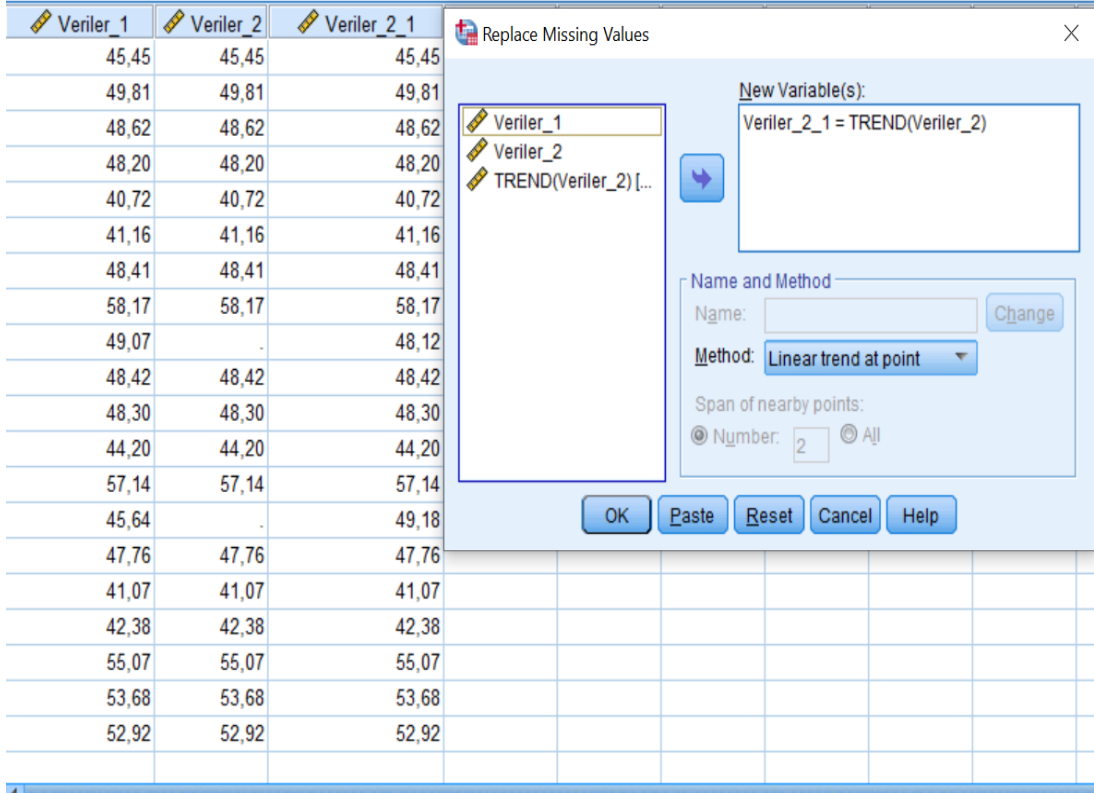 Veriler_1 Veriler_2 Veriler_2_1
45,45 45,45 45,45
49,81 49,81 49,81
48,62 48,62 48,62
48,20 48,20 48,20
40,72 40,72 40,72
41,16 41,16 41,16
48,41 48,41 48,41
58,17 58,17 58,17
49,07 . 48,12
48,42 48,42 48,42
48,30 48,30 48,30
44,20 44,20 44,20
57,14 57,14 57,14
45,64 . 49,18
47,76 47,76 47,76
41,07 41,07 41,07
42,38 42,38 42,38
55,07 55,07 55,07
53,68 53,68 53,68
52,92 52,92 52,92
Replace Missing Values
Veriler_1
Veriler_2
TREND(Veriler_2) [...
New Variable(s):
Veriler_2_1 = TREND(Veriler_2)
Name and Method
Name: Change
Method: Linear trend at point
Span of nearby points:
Number: 2 All
OK Paste Reset Cancel Help